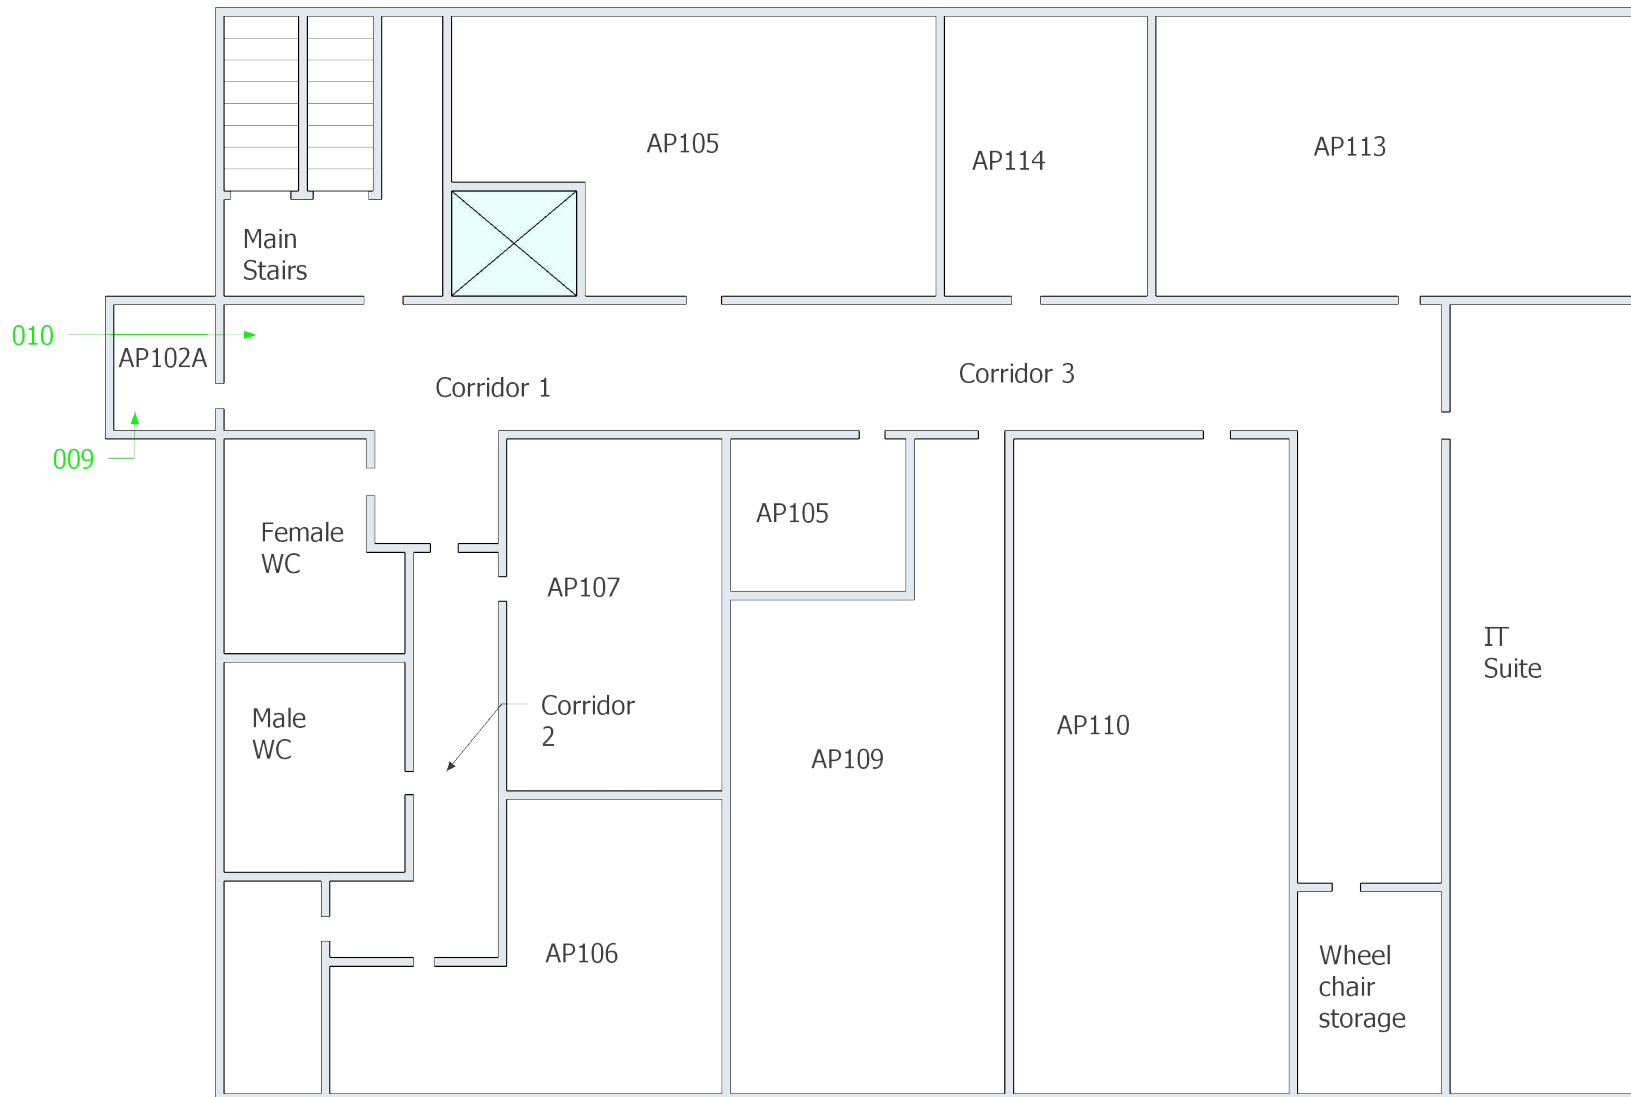 AP105
AP114
AP113
Main
Stairs
010
AP102A
Corridor 1
Corridor 3
009
Female
WC
AP105
AP107
IT
Suite
Male
WC
Corridor
2
AP109
AP110
AP106
Wheel
chair
storage